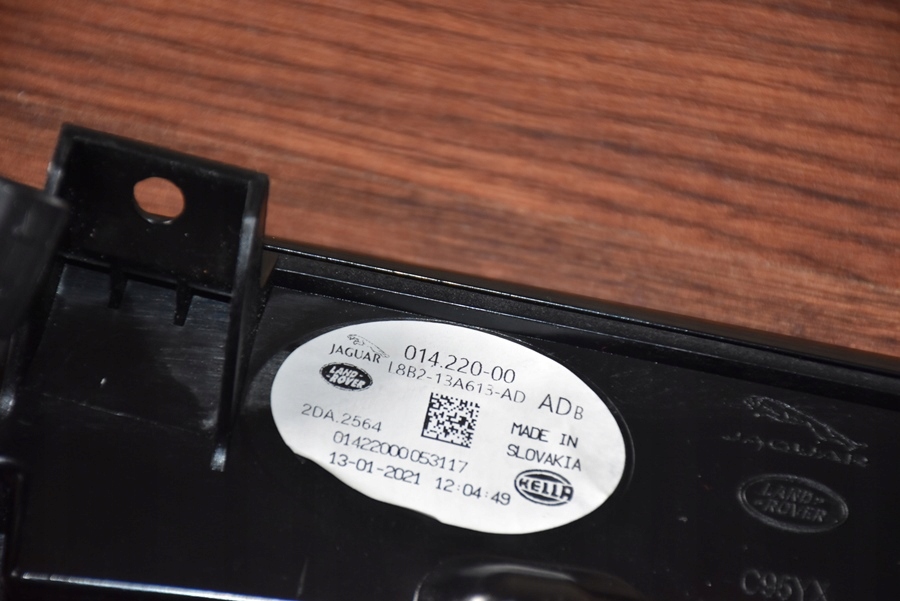 JAGUAR
014.220-00
L8B2-13A613-AD
ADB
LAND-
ROVER
2DA.2564
MADE IN
SLOVAKIA
01422000053117
13-01-2021 12:04:49
HELLA
JAGUAR
LAND-
ROVER
C95YX